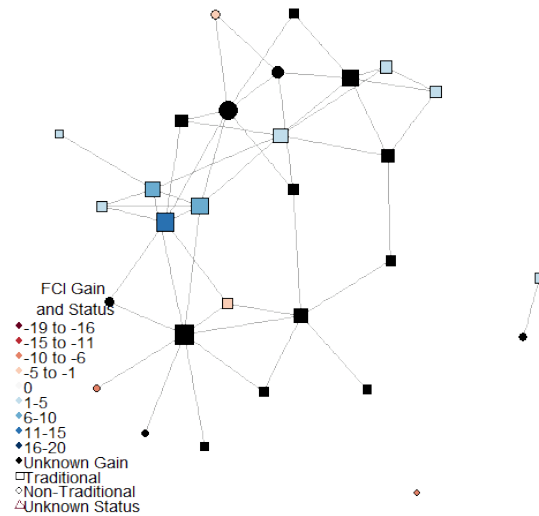 FCI Gain
and Status
-19 to -16
-15 to -11
-10 to -6
-5 to -1
0
1-5
6-10
11-15
16-20
Unknown Gain
Traditional
Non-Traditional
Unknown Status